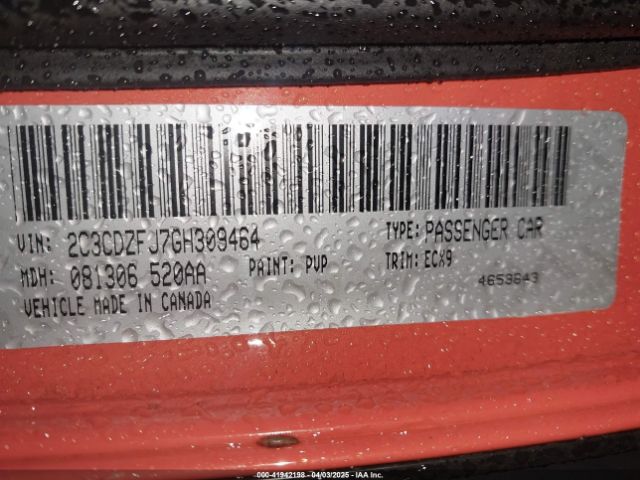 VIN: 2C3CDZFJ7GH309464 TYPE: PASSENGER CAR
MDH: 081306 520AA PAINT: PVP TRIM: ECX9
VEHICLE MADE IN CANADA 4653643
000-41942198 - 04/03/2025 - IAA Inc.